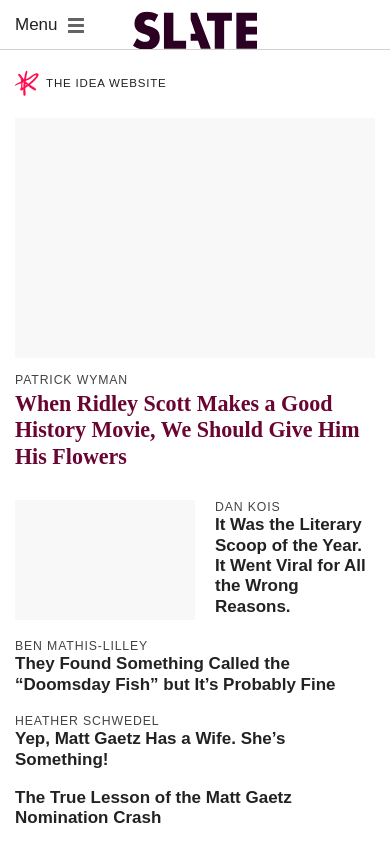 Menu
SLATE
THE IDEA WEBSITE
PATRICK WYMAN
When Ridley Scott Makes a Good
History Movie, We Should Give Him
His Flowers
DAN KOIS
It Was the Literary
Scoop of the Year.
It Went Viral for All
the Wrong
Reasons.
BEN MATHIS-LILLEY
They Found Something Called the
“Doomsday Fish” but It’s Probably Fine
HEATHER SCHWEDEL
Yep, Matt Gaetz Has a Wife. She’s
Something!
The True Lesson of the Matt Gaetz
Nomination Crash